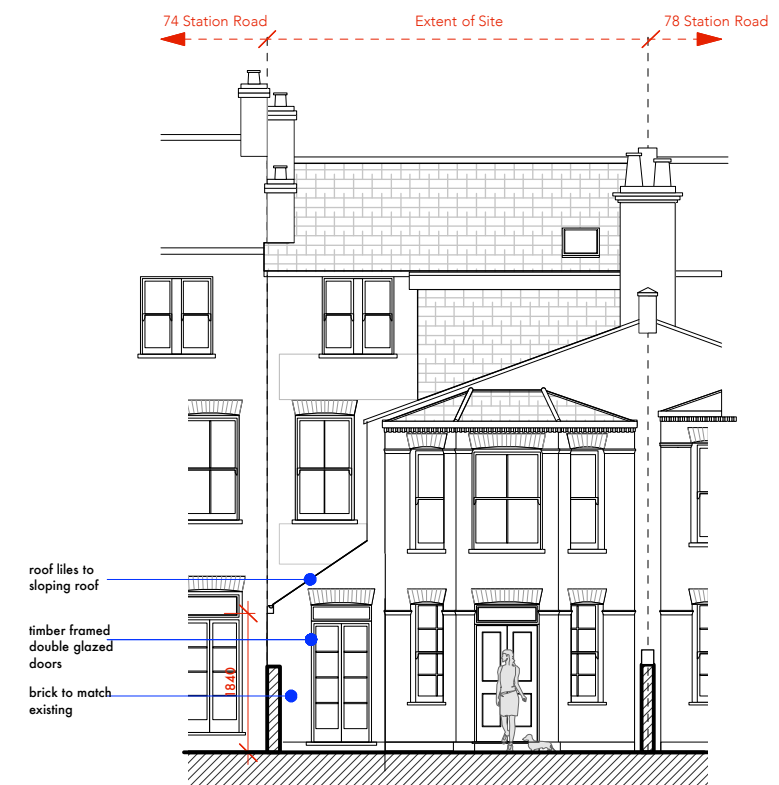 74 Station Road
Extent of Site
78 Station Road
roof liles to
sloping roof
timber framed
double glazed
doors
1840
brick to match
existing